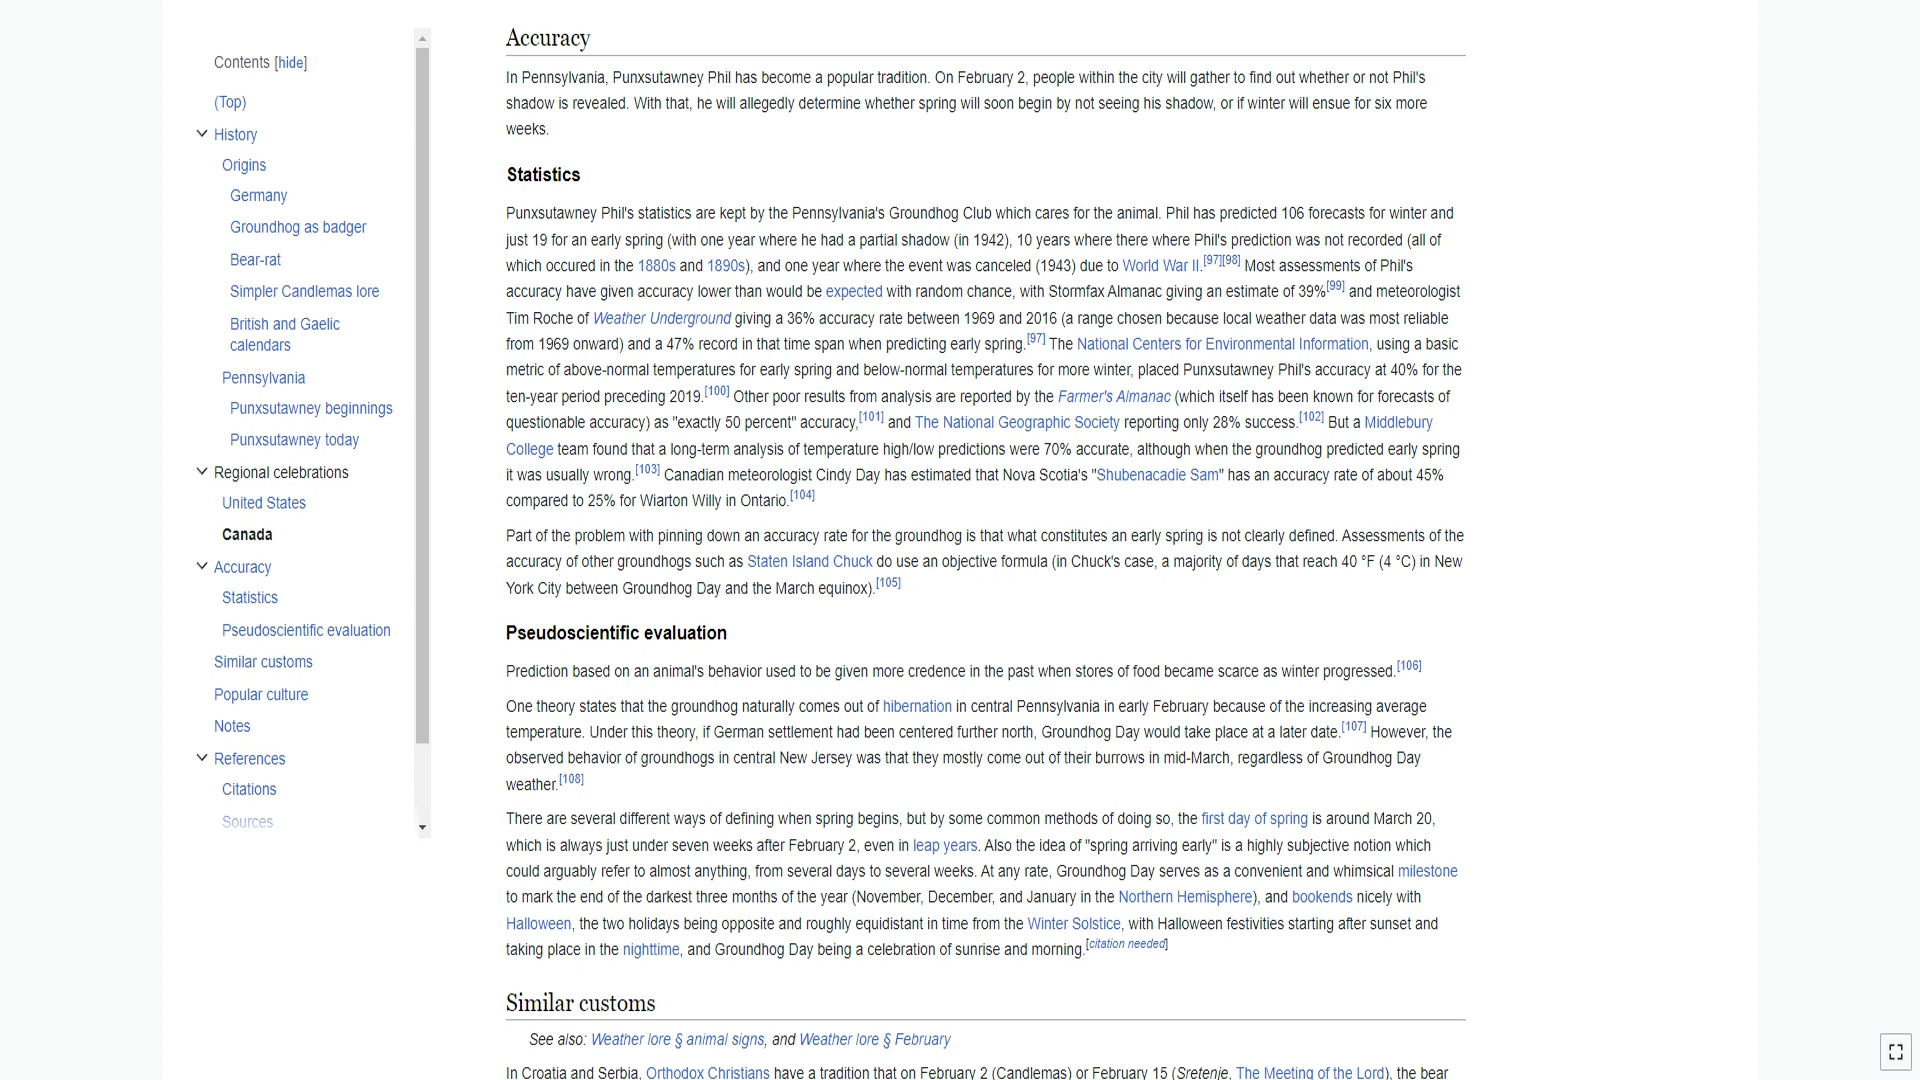 Contents [hide]
(Top)
History
Origins
Germany
Groundhog as badger
Bear-rat
Simpler Candlemas lore
British and Gaelic
calendars
Pennsylvania
Punxsutawney beginnings
Punxsutawney today
Regional celebrations
United States
Canada
Accuracy
Statistics
Pseudoscientific evaluation
Similar customs
Popular culture
Notes
References
Citations
Sources
Accuracy
In Pennsylvania, Punxsutawney Phil has become a popular tradition. On February 2, people within the city will gather to find out whether or not Phil's
shadow is revealed. With that, he will allegedly determine whether spring will soon begin by not seeing his shadow, or if winter will ensue for six more
weeks.
Statistics
Punxsutawney Phil's statistics are kept by the Pennsylvania's Groundhog Club which cares for the animal. Phil has predicted 106 forecasts for winter and
just 19 for an early spring (with one year where he had a partial shadow (in 1942), 10 years where there where Phil's prediction was not recorded (all of
which occured in the 1880s and 1890s), and one year where the event was canceled (1943) due to World War II.[97][98] Most assessments of Phil's
accuracy have given accuracy lower than would be expected with random chance, with Stormfax Almanac giving an estimate of 39%[99] and meteorologist
Tim Roche of Weather Underground giving a 36% accuracy rate between 1969 and 2016 (a range chosen because local weather data was most reliable
from 1969 onward) and a 47% record in that time span when predicting early spring.[97] The National Centers for Environmental Information, using a basic
metric of above-normal temperatures for early spring and below-normal temperatures for more winter, placed Punxsutawney Phil's accuracy at 40% for the
ten-year period preceding 2019.[100] Other poor results from analysis are reported by the Farmer's Almanac (which itself has been known for forecasts of
questionable accuracy) as "exactly 50 percent" accuracy,[101] and The National Geographic Society reporting only 28% success.[102] But a Middlebury
College team found that a long-term analysis of temperature high/low predictions were 70% accurate, although when the groundhog predicted early spring
it was usually wrong.[103] Canadian meteorologist Cindy Day has estimated that Nova Scotia's "Shubenacadie Sam" has an accuracy rate of about 45%
compared to 25% for Wiarton Willy in Ontario.[104]
Part of the problem with pinning down an accuracy rate for the groundhog is that what constitutes an early spring is not clearly defined. Assessments of the
accuracy of other groundhogs such as Staten Island Chuck do use an objective formula (in Chuck's case, a majority of days that reach 40 °F (4 °C) in New
York City between Groundhog Day and the March equinox).[105]
Pseudoscientific evaluation
Prediction based on an animal's behavior used to be given more credence in the past when stores of food became scarce as winter progressed.[106]
One theory states that the groundhog naturally comes out of hibernation in central Pennsylvania in early February because of the increasing average
temperature. Under this theory, if German settlement had been centered further north, Groundhog Day would take place at a later date.[107] However, the
observed behavior of groundhogs in central New Jersey was that they mostly come out of their burrows in mid-March, regardless of Groundhog Day
weather.[108]
There are several different ways of defining when spring begins, but by some common methods of doing so, the first day of spring is around March 20,
which is always just under seven weeks after February 2, even in leap years. Also the idea of "spring arriving early" is a highly subjective notion which
could arguably refer to almost anything, from several days to several weeks. At any rate, Groundhog Day serves as a convenient and whimsical milestone
to mark the end of the darkest three months of the year (November, December, and January in the Northern Hemisphere), and bookends nicely with
Halloween, the two holidays being opposite and roughly equidistant in time from the Winter Solstice, with Halloween festivities starting after sunset and
taking place in the nighttime, and Groundhog Day being a celebration of sunrise and morning.[citation needed]
Similar customs
See also: Weather lore § animal signs, and Weather lore § February
In Croatia and Serbia, Orthodox Christians have a tradition that on February 2 (Candlemas) or February 15 (Sretenje, The Meeting of the Lord), the bear